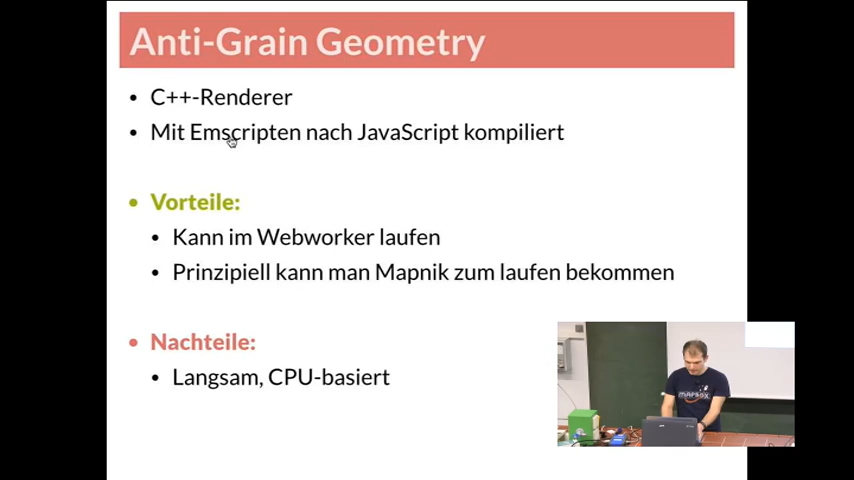 Anti-Grain Geometry
• C++-Renderer
• Mit Emscripten nach JavaScript kompiliert
• Vorteile:
• Kann im Webworker laufen
• Prinzipiell kann man Mapnik zum laufen bekommen
• Nachteile:
• Langsam, CPU-basiert
mapbox